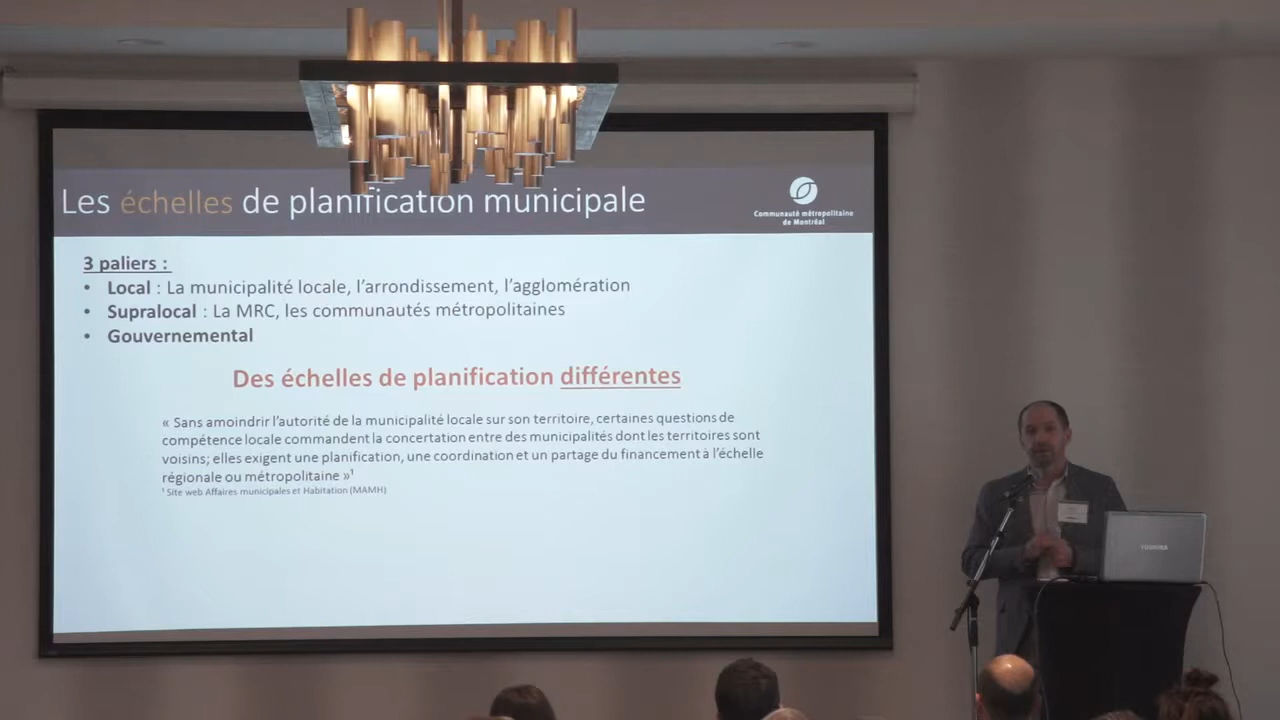 Les échelles de planification municipale
Communauté métropolitaine
de Montréal
3 paliers :
• Local : La municipalité locale, l'arrondissement, l'agglomération
• Supralocal : La MRC, les communautés métropolitaines
• Gouvernemental
Des échelles de planification différentes
« Sans amoindrir l'autorité de la municipalité locale sur son territoire, certaines questions de
compétence locale commandent la concertation entre des municipalités dont les territoires sont
voisins; elles exigent une planification, une coordination et un partage du financement à l'échelle
régionale ou métropolitaine »¹
¹ Site web Affaires municipales et Habitation (MAMH)
TOSHIBA